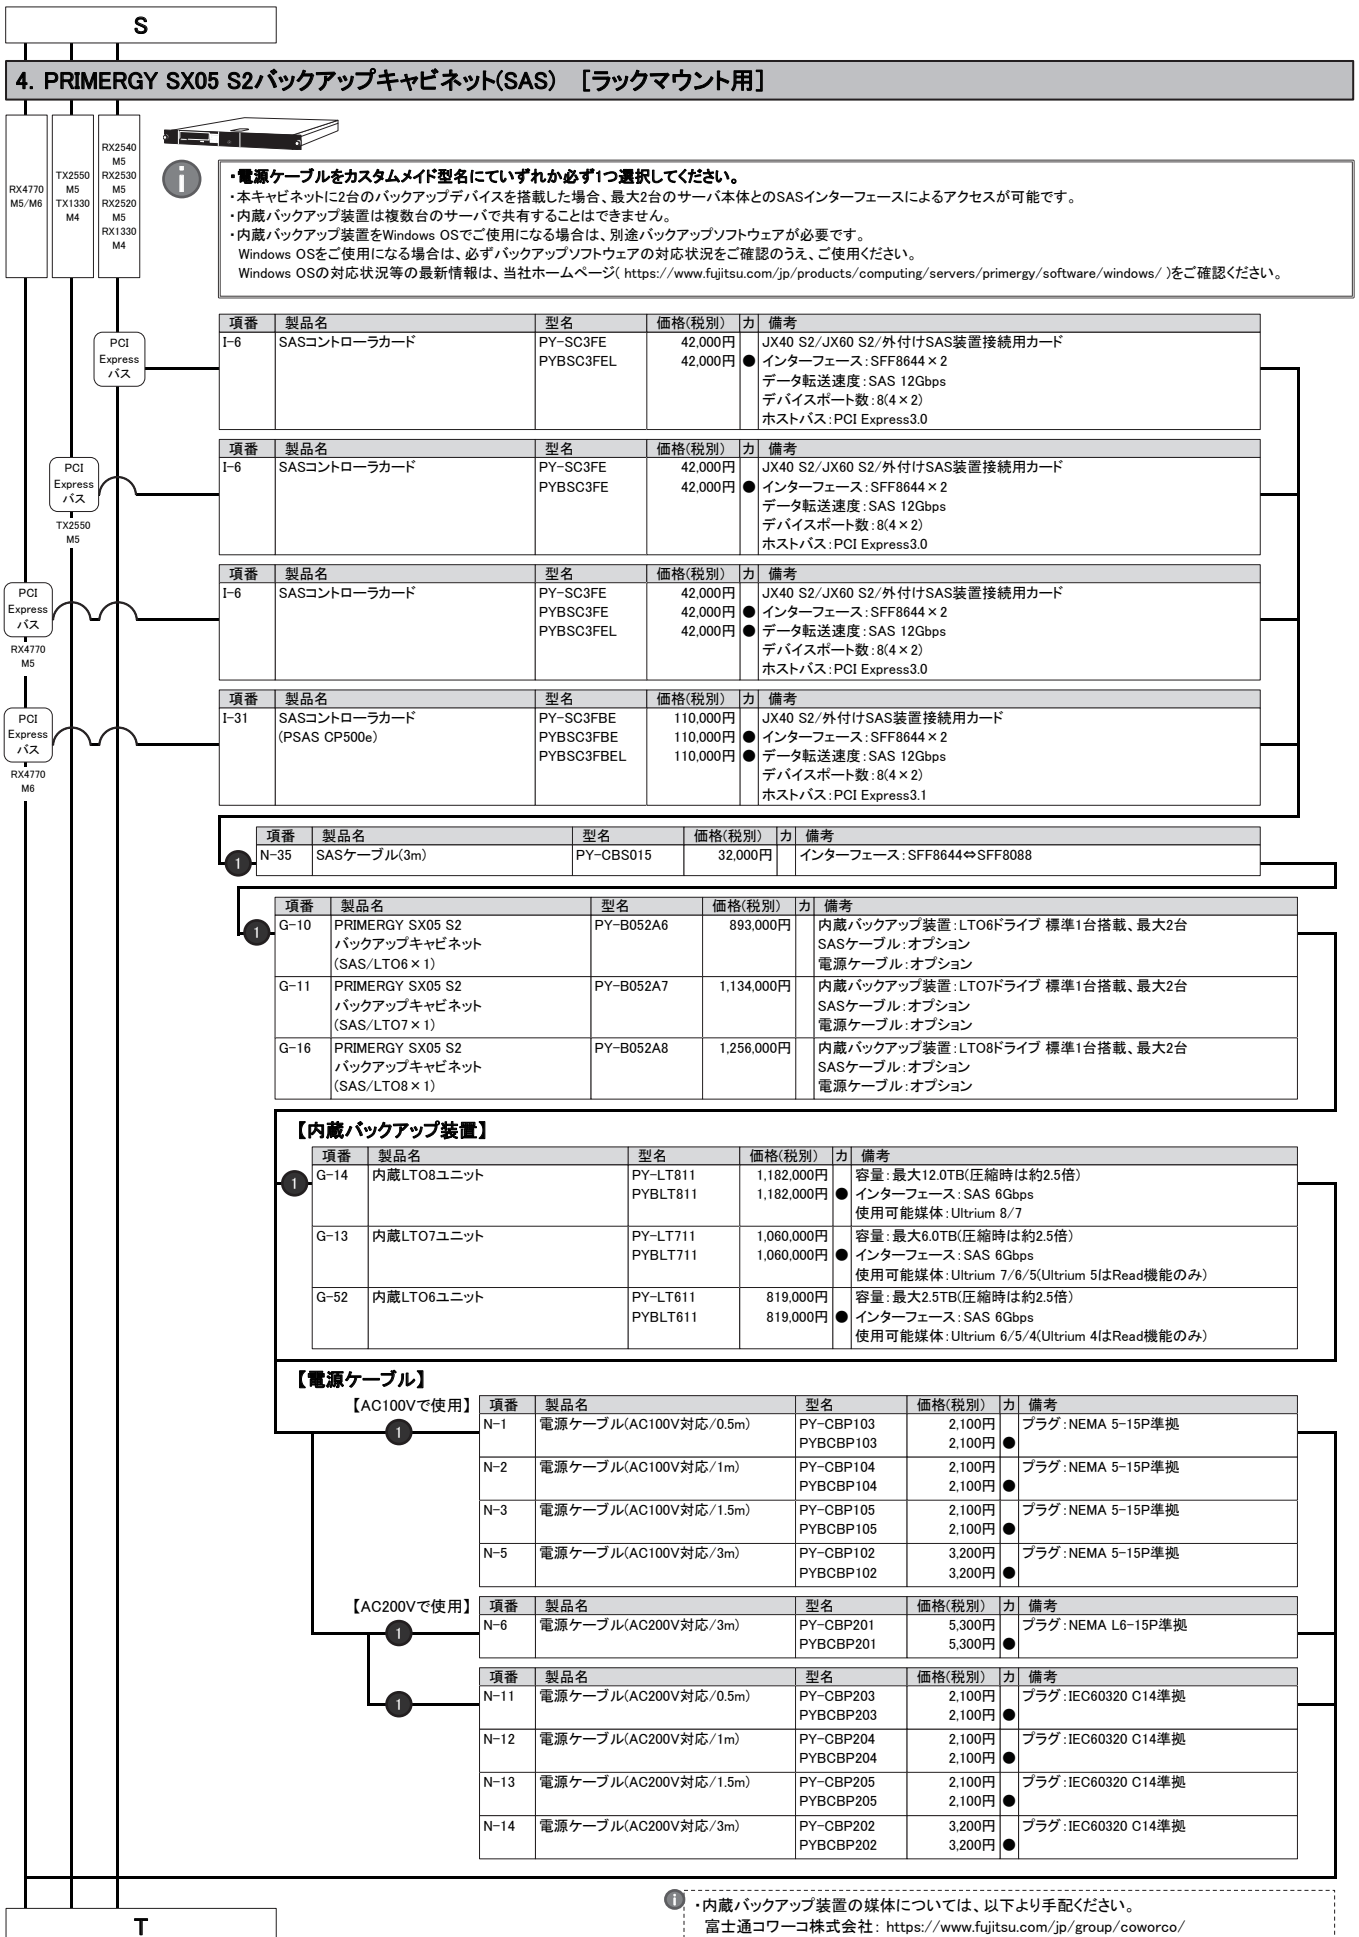 S
4. PRIMERGY SX05 S2バックアップキャビネット(SAS) [ラックマウント用]
RX4770
M5/M6
TX2550
M5
TX1330
M4
RX2540
M5
RX2530
M5
RX2520
M5
RX1330
M4
・電源ケーブルをカスタムメイド型名にていずれか必ず1つ選択してください。
・本キャビネットに2台のバックアップデバイスを搭載した場合、最大2台のサーバ本体とのSASインターフェースによるアクセスが可能です。
・内蔵バックアップ装置は複数台のサーバで共有することはできません。
・内蔵バックアップ装置をWindows OSでご使用になる場合は、別途バックアップソフトウェアが必要です。
Windows OSをご使用になる場合は、必ずバックアップソフトウェアの対応状況をご確認のうえ、ご使用ください。
Windows OSの対応状況等の最新情報は、当社ホームページ( https://www.fujitsu.com/jp/products/computing/servers/primergy/software/windows/ )をご確認ください。
PCI
Express
バス
項番 製品名 型名 価格(税別) カ 備考
I-6 SASコントローラカード PY-SC3FE 42,000円 JX40 S2/JX60 S2/外付けSAS装置接続用カード
PYBSC3FEL 42,000円 ● インターフェース:SFF8644×2
データ転送速度:SAS 12Gbps
デバイスポート数:8(4×2)
ホストバス:PCI Express3.0
PCI
Express
バス
TX2550
M5
項番 製品名 型名 価格(税別) カ 備考
I-6 SASコントローラカード PY-SC3FE 42,000円 JX40 S2/JX60 S2/外付けSAS装置接続用カード
PYBSC3FE 42,000円 ● インターフェース:SFF8644×2
データ転送速度:SAS 12Gbps
デバイスポート数:8(4×2)
ホストバス:PCI Express3.0
PCI
Express
バス
RX4770
M5
項番 製品名 型名 価格(税別) カ 備考
I-6 SASコントローラカード PY-SC3FE 42,000円 JX40 S2/JX60 S2/外付けSAS装置接続用カード
PYBSC3FE 42,000円 ● インターフェース:SFF8644×2
PYBSC3FEL 42,000円 ● データ転送速度:SAS 12Gbps
デバイスポート数:8(4×2)
ホストバス:PCI Express3.0
PCI
Express
バス
RX4770
M6
項番 製品名 型名 価格(税別) カ 備考
I-31 SASコントローラカード PY-SC3FBE 110,000円 JX40 S2/外付けSAS装置接続用カード
(PSAS CP500e) PYBSC3FBE 110,000円 ● インターフェース:SFF8644×2
PYBSC3FBEL 110,000円 ● データ転送速度:SAS 12Gbps
デバイスポート数:8(4×2)
ホストバス:PCI Express3.1
項番 製品名 型名 価格(税別) カ 備考
1 N-35 SASケーブル(3m) PY-CBS015 32,000円 インターフェース:SFF8644⇔SFF8088
項番 製品名 型名 価格(税別) カ 備考
1 G-10 PRIMERGY SX05 S2 PY-B052A6 893,000円 内蔵バックアップ装置:LTO6ドライブ 標準1台搭載、最大2台
バックアップキャビネット SASケーブル:オプション
(SAS/LTO6×1) 電源ケーブル:オプション
G-11 PRIMERGY SX05 S2 PY-B052A7 1,134,000円 内蔵バックアップ装置:LTO7ドライブ 標準1台搭載、最大2台
バックアップキャビネット SASケーブル:オプション
(SAS/LTO7×1) 電源ケーブル:オプション
G-16 PRIMERGY SX05 S2 PY-B052A8 1,256,000円 内蔵バックアップ装置:LTO8ドライブ 標準1台搭載、最大2台
バックアップキャビネット SASケーブル:オプション
(SAS/LTO8×1) 電源ケーブル:オプション
【内蔵バックアップ装置】
項番 製品名 型名 価格(税別) カ 備考
1 G-14 内蔵LTO8ユニット PY-LT811 1,182,000円 容量:最大12.0TB(圧縮時は約2.5倍)
PYBLT811 1,182,000円 ● インターフェース:SAS 6Gbps
使用可能媒体:Ultrium 8/7
G-13 内蔵LTO7ユニット PY-LT711 1,060,000円 容量:最大6.0TB(圧縮時は約2.5倍)
PYBLT711 1,060,000円 ● インターフェース:SAS 6Gbps
使用可能媒体:Ultrium 7/6/5(Ultrium 5はRead機能のみ)
G-52 内蔵LTO6ユニット PY-LT611 819,000円 容量:最大2.5TB(圧縮時は約2.5倍)
PYBLT611 819,000円 ● インターフェース:SAS 6Gbps
使用可能媒体:Ultrium 6/5/4(Ultrium 4はRead機能のみ)
【電源ケーブル】
【AC100Vで使用】 項番 製品名 型名 価格(税別) カ 備考
1 N-1 電源ケーブル(AC100V対応/0.5m) PY-CBP103 2,100円 プラグ:NEMA 5-15P準拠
PYBCBP103 2,100円 ●
N-2 電源ケーブル(AC100V対応/1m) PY-CBP104 2,100円 プラグ:NEMA 5-15P準拠
PYBCBP104 2,100円 ●
N-3 電源ケーブル(AC100V対応/1.5m) PY-CBP105 2,100円 プラグ:NEMA 5-15P準拠
PYBCBP105 2,100円 ●
N-5 電源ケーブル(AC100V対応/3m) PY-CBP102 3,200円 プラグ:NEMA 5-15P準拠
PYBCBP102 3,200円 ●
【AC200Vで使用】 項番 製品名 型名 価格(税別) カ 備考
1 N-6 電源ケーブル(AC200V対応/3m) PY-CBP201 5,300円 プラグ:NEMA L6-15P準拠
PYBCBP201 5,300円 ●
項番 製品名 型名 価格(税別) カ 備考
1 N-11 電源ケーブル(AC200V対応/0.5m) PY-CBP203 2,100円 プラグ:IEC60320 C14準拠
PYBCBP203 2,100円 ●
N-12 電源ケーブル(AC200V対応/1m) PY-CBP204 2,100円 プラグ:IEC60320 C14準拠
PYBCBP204 2,100円 ●
N-13 電源ケーブル(AC200V対応/1.5m) PY-CBP205 2,100円 プラグ:IEC60320 C14準拠
PYBCBP205 2,100円 ●
N-14 電源ケーブル(AC200V対応/3m) PY-CBP202 3,200円 プラグ:IEC60320 C14準拠
PYBCBP202 3,200円 ●
・内蔵バックアップ装置の媒体については、以下より手配ください。
富士通コワーコ株式会社: https://www.fujitsu.com/jp/group/coworco/
T